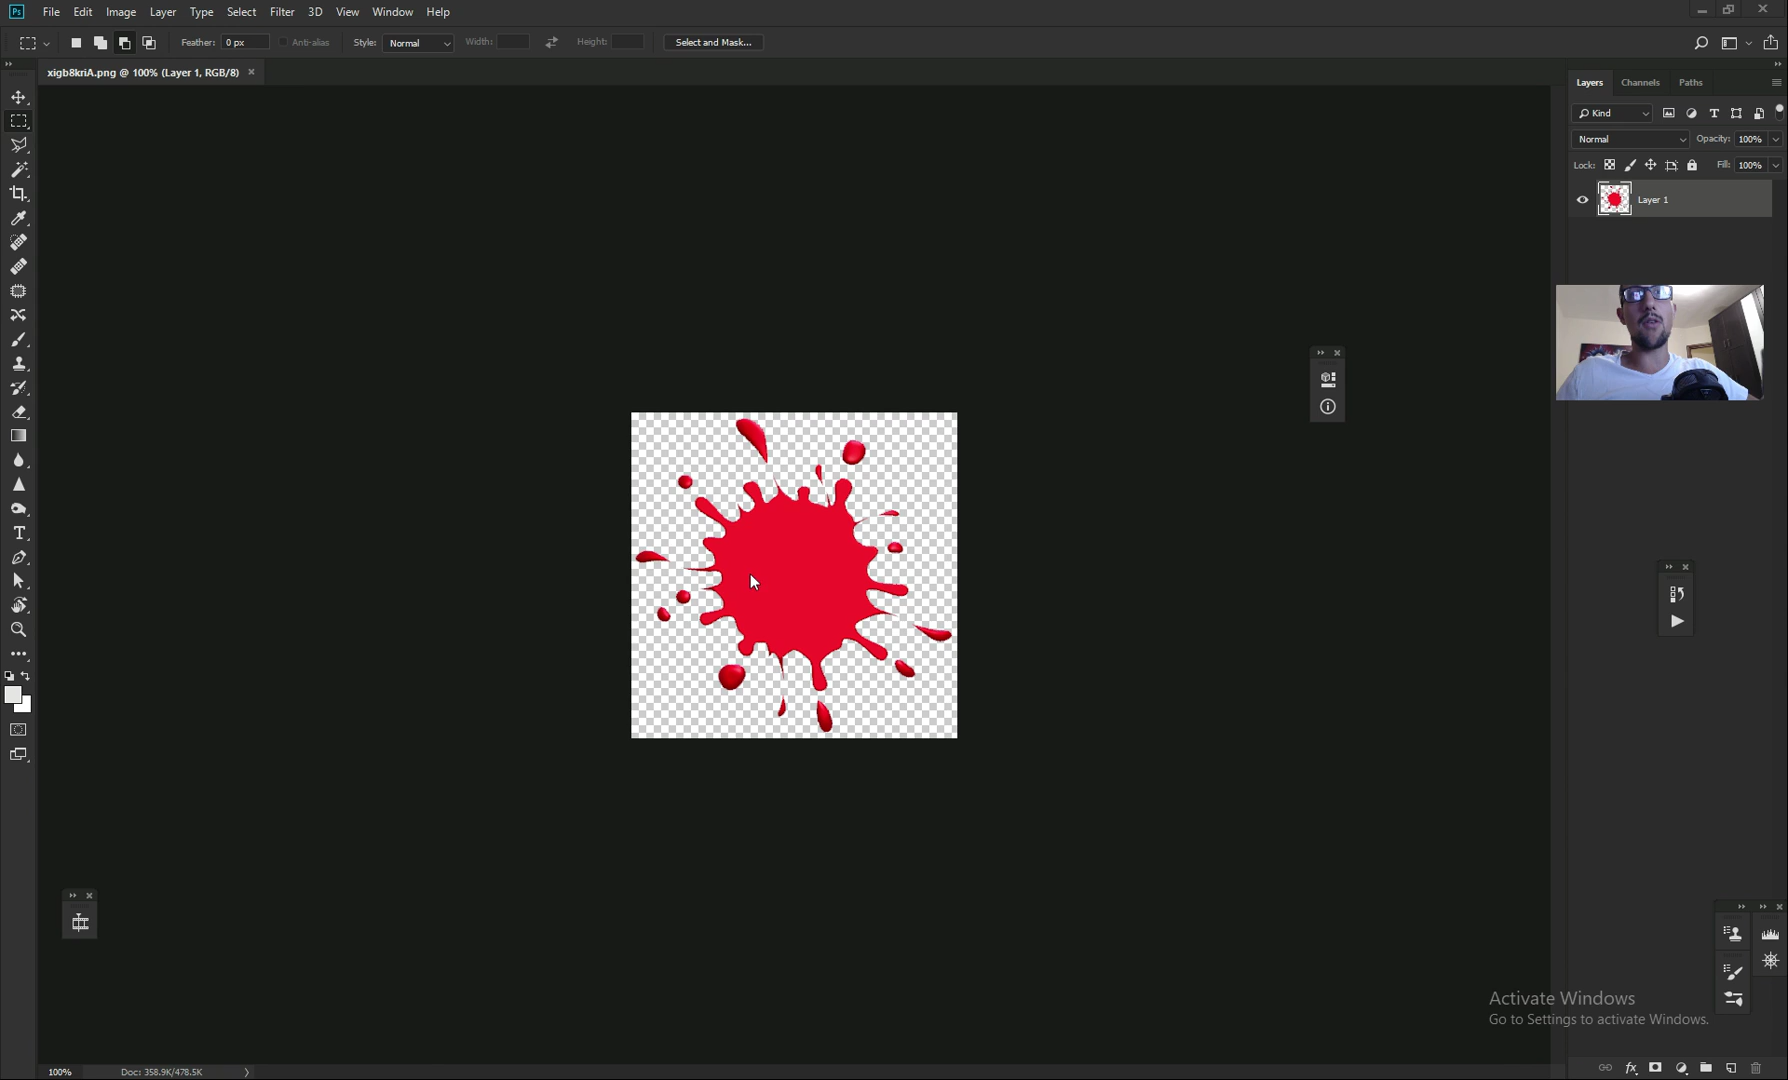 Ps File Edit Image Layer Type Select Filter 3D View Window Help
Feather: 0 px Anti-alias Style: Normal Width: Height: Select and Mask...
xigb8kriA.png @ 100% (Layer 1, RGB/8)
Layers Channels Paths
Kind
Normal Opacity: 100%
Lock: Fill: 100%
Layer 1
Activate Windows
Go to Settings to activate Windows.
100% Doc: 358.9K/478.5K